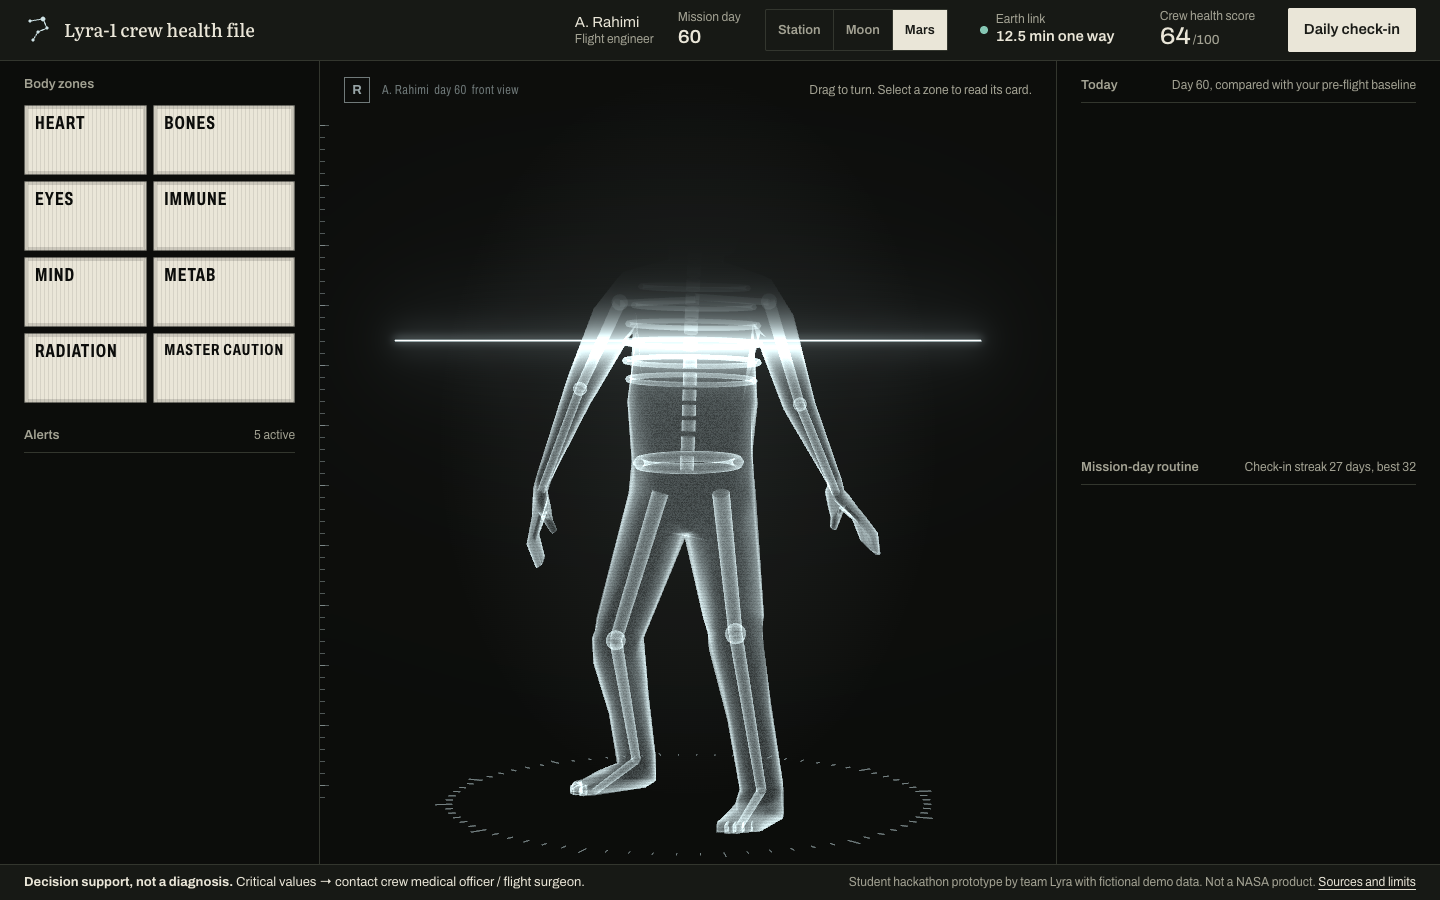 Lyra-1 crew health file
A. Rahimi
Flight engineer
Mission day
60
Station
Moon
Mars
Earth link
12.5 min one way
Crew health score
64/100
Daily check-in
Body zones
HEART
BONES
EYES
IMMUNE
MIND
METAB
RADIATION
MASTER CAUTION
Alerts
5 active
R
A. Rahimi day 60 front view
Drag to turn. Select a zone to read its card.
Today
Day 60, compared with your pre-flight baseline
Mission-day routine
Check-in streak 27 days, best 32
Decision support, not a diagnosis. Critical values → contact crew medical officer / flight surgeon.
Student hackathon prototype by team Lyra with fictional demo data. Not a NASA product. Sources and limits